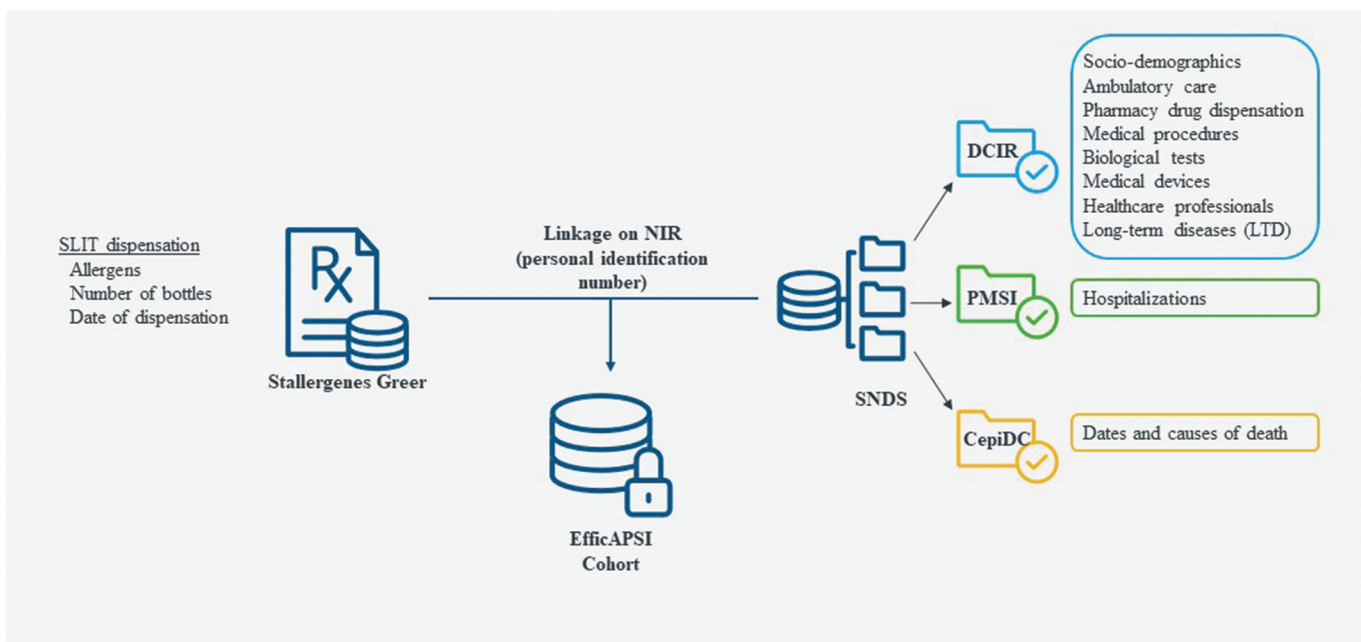 SLIT dispensation
Allergens
Number of bottles
Date of dispensation
Rx
Stallergenes Greer
Linkage on NIR
(personal identification
number)
EfficAPSI
Cohort
SNDS
DCIR
Socio-demographics
Ambulatory care
Pharmacy drug dispensation
Medical procedures
Biological tests
Medical devices
Healthcare professionals
Long-term diseases (LTD)
PMSI
Hospitalizations
CepiDC
Dates and causes of death